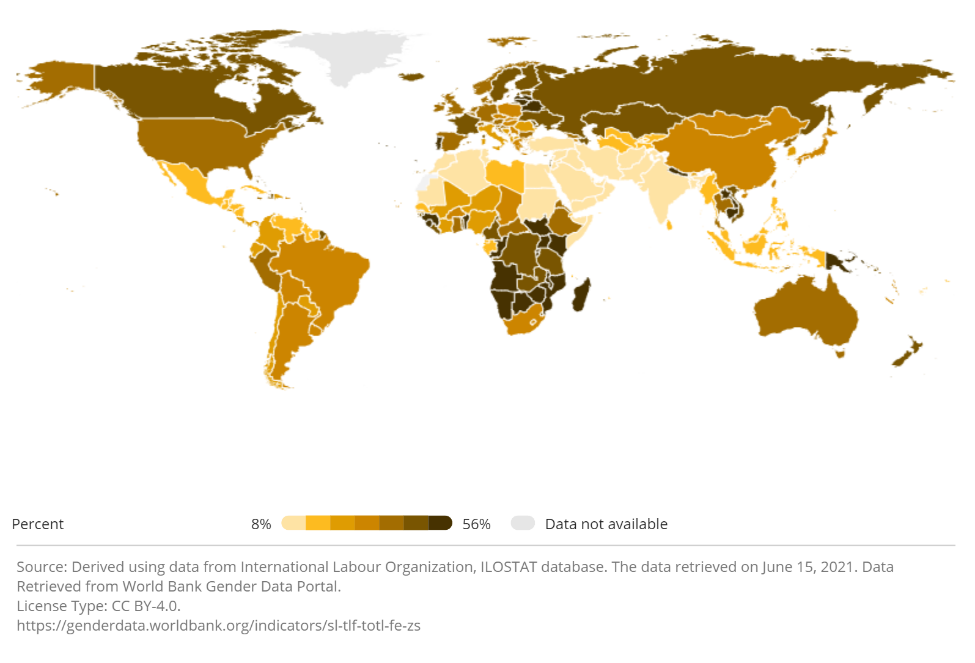 Percent 8% 56% Data not available
Source: Derived using data from International Labour Organization, ILOSTAT database. The data retrieved on June 15, 2021. Data
Retrieved from World Bank Gender Data Portal.
License Type: CC BY-4.0.
https://genderdata.worldbank.org/indicators/sl-tlf-totl-fe-zs